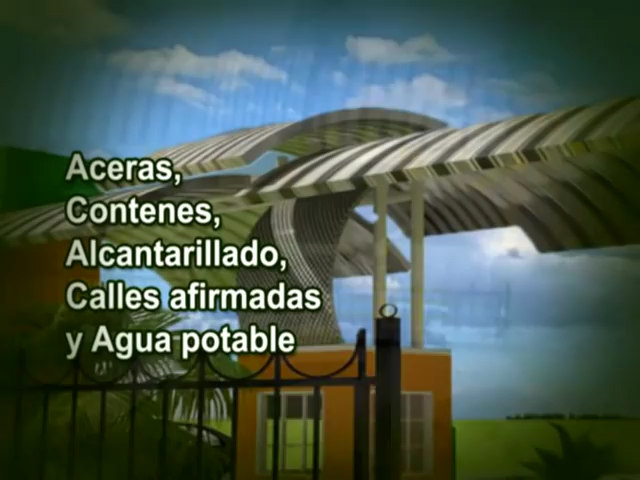 Aceras,
Contenes,
Alcantarillado,
Calles afirmadas
y Agua potable